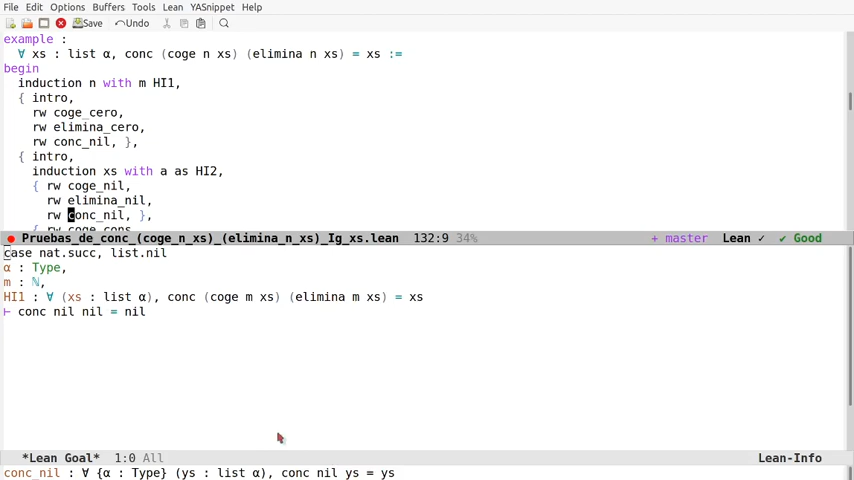 File Edit Options Buffers Tools Lean YASnippet Help
Save Undo
example :
∀ xs : list α, conc (coge n xs) (elimina n xs) = xs :=
begin
induction n with m HI1,
{ intro,
rw coge_cero,
rw elimina_cero,
rw conc_nil, },
{ intro,
induction xs with a as HI2,
{ rw coge_nil,
rw elimina_nil,
rw conc_nil, },
{ rw coge_cons,
Pruebas_de_conc_(coge_n_xs)_(elimina_n_xs)_Ig_xs.lean 132:9 34% + master Lean ✓ ✔ Good
case nat.succ, list.nil
α : Type,
m : ℕ,
HI1 : ∀ (xs : list α), conc (coge m xs) (elimina m xs) = xs
⊢ conc nil nil = nil
*Lean Goal* 1:0 All Lean-Info
conc_nil : ∀ {α : Type} (ys : list α), conc nil ys = ys